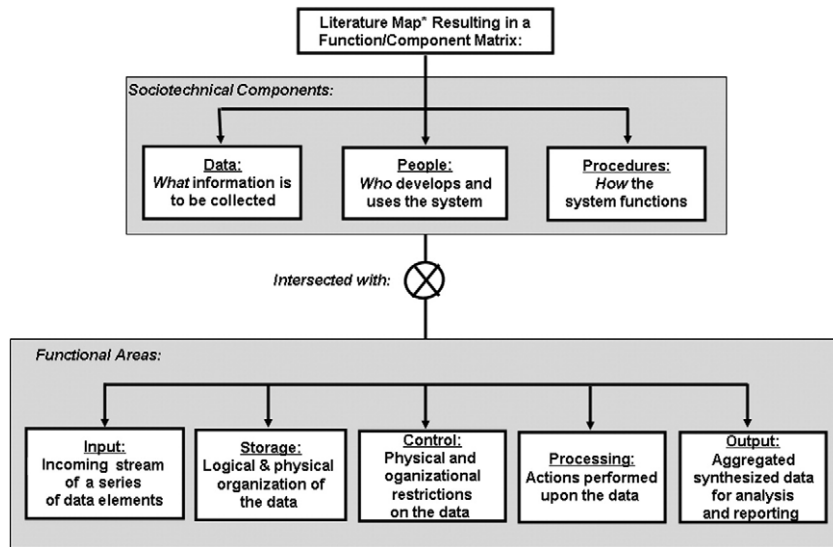 Literature Map* Resulting in a
Function/Component Matrix:
Sociotechnical Components:
Data:
What information is
to be collected
People:
Who develops and
uses the system
Procedures:
How the
system functions
Intersected with:
Functional Areas:
Input:
Incoming stream
of a series
of data elements
Storage:
Logical & physical
organization of
the data
Control:
Physical and
oganizational
restrictions
on the data
Processing:
Actions performed
upon the data
Output:
Aggregated
synthesized data
for analysis
and reporting